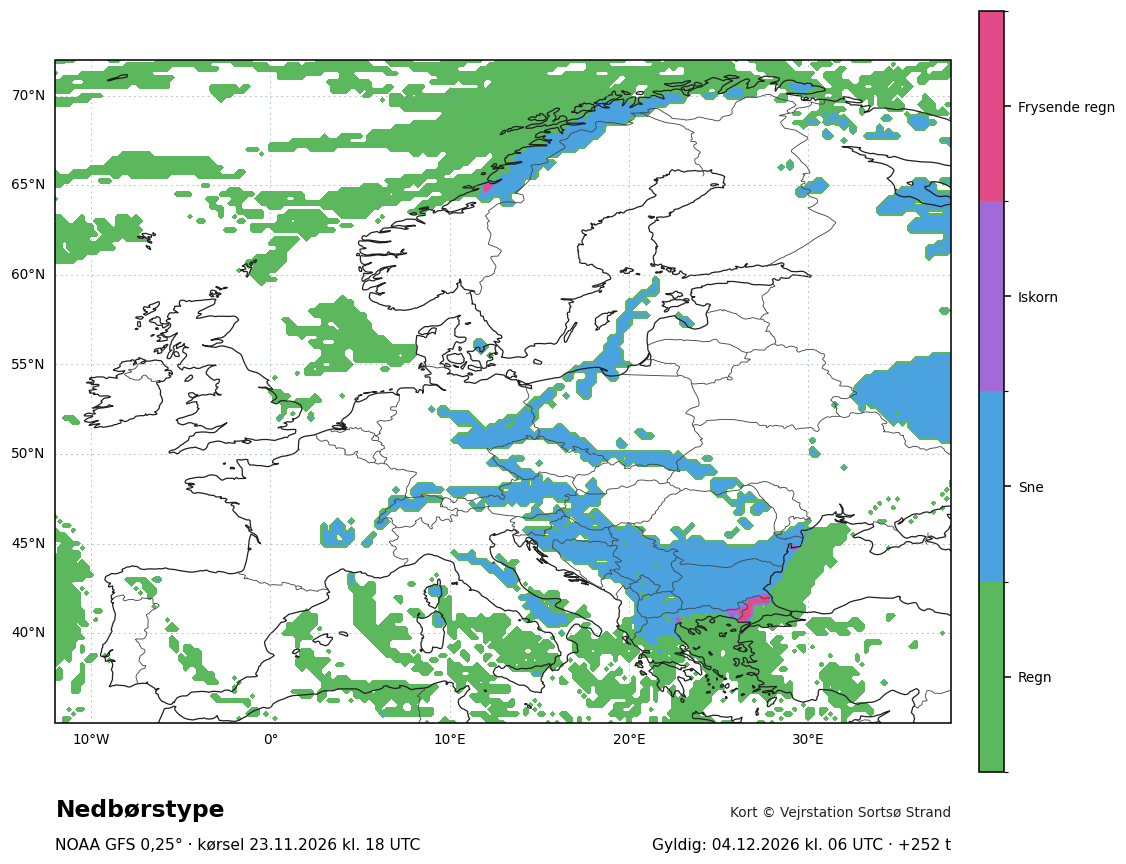 70°N
65°N
60°N
55°N
50°N
45°N
40°N
10°W
0°
10°E
20°E
30°E
Frysende regn
Iskorn
Sne
Regn
Nedbørstype
Kort © Vejrstation Sortsø Strand
NOAA GFS 0,25° · kørsel 23.11.2026 kl. 18 UTC
Gyldig: 04.12.2026 kl. 06 UTC · +252 t